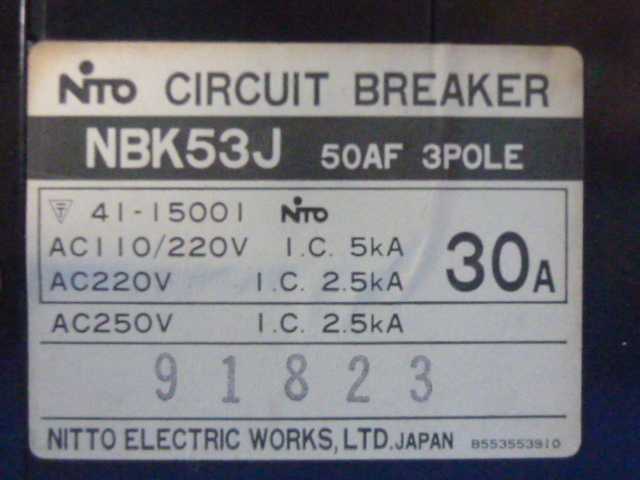 NITO CIRCUIT BREAKER
NBK53J 50AF 3POLE
41-15001 NITO
AC110/220V I.C. 5kA
AC220V I.C. 2.5kA
30A
AC250V I.C. 2.5kA
91823
NITTO ELECTRIC WORKS,LTD.JAPAN B553553910